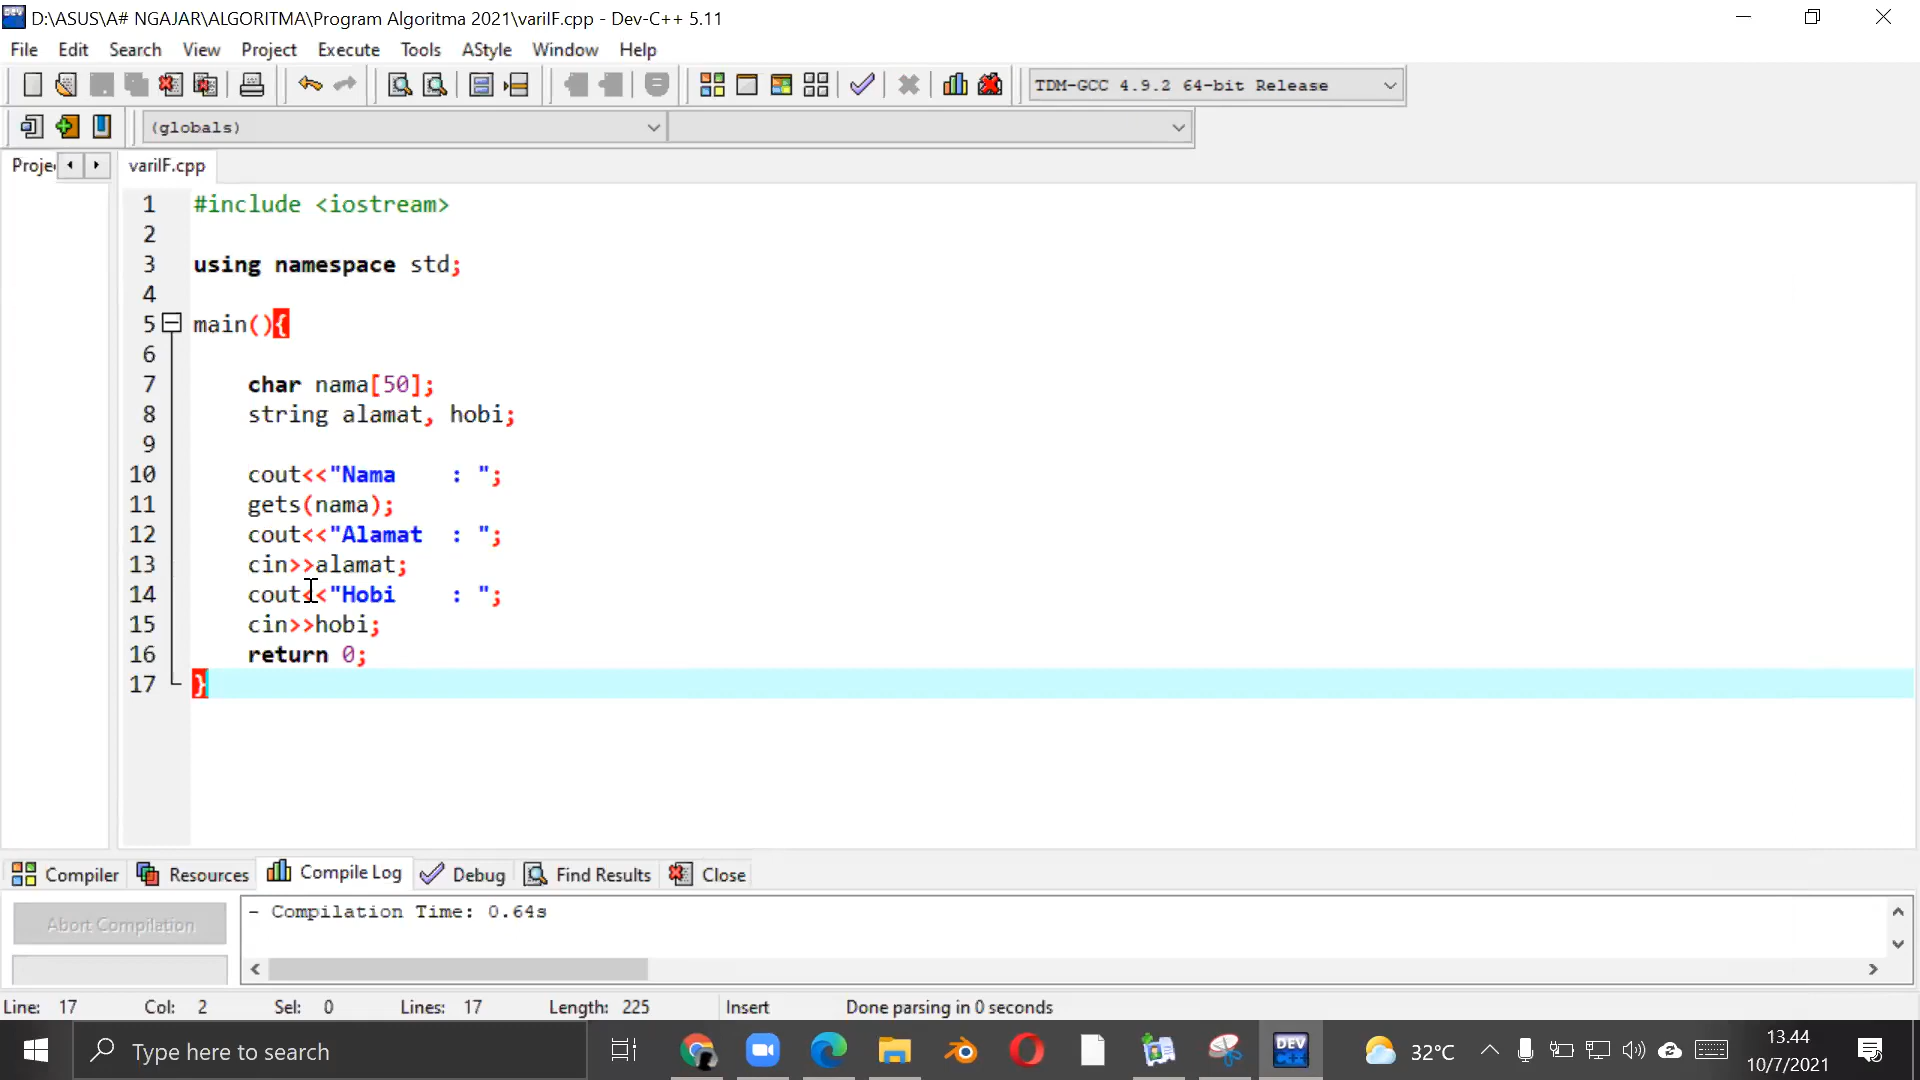 D:\ASUS\A# NGAJAR\ALGORITMA\Program Algoritma 2021\variIF.cpp - Dev-C++ 5.11
File Edit Search View Project Execute Tools AStyle Window Help
TDM-GCC 4.9.2 64-bit Release
(globals)
Proje variIF.cpp
1 #include <iostream>
2
3 using namespace std;
4
5 main(){
6
7 char nama[50];
8 string alamat, hobi;
9
10 cout<<"Nama    : ";
11 gets(nama);
12 cout<<"Alamat  : ";
13 cin>>alamat;
14 cout<<"Hobi    : ";
15 cin>>hobi;
16 return 0;
17 }
Compiler Resources Compile Log Debug Find Results Close
Abort Compilation
- Compilation Time: 0.64s
Line: 17 Col: 2 Sel: 0 Lines: 17 Length: 225 Insert Done parsing in 0 seconds
Type here to search
DEV C++
32°C
13.44
10/7/2021